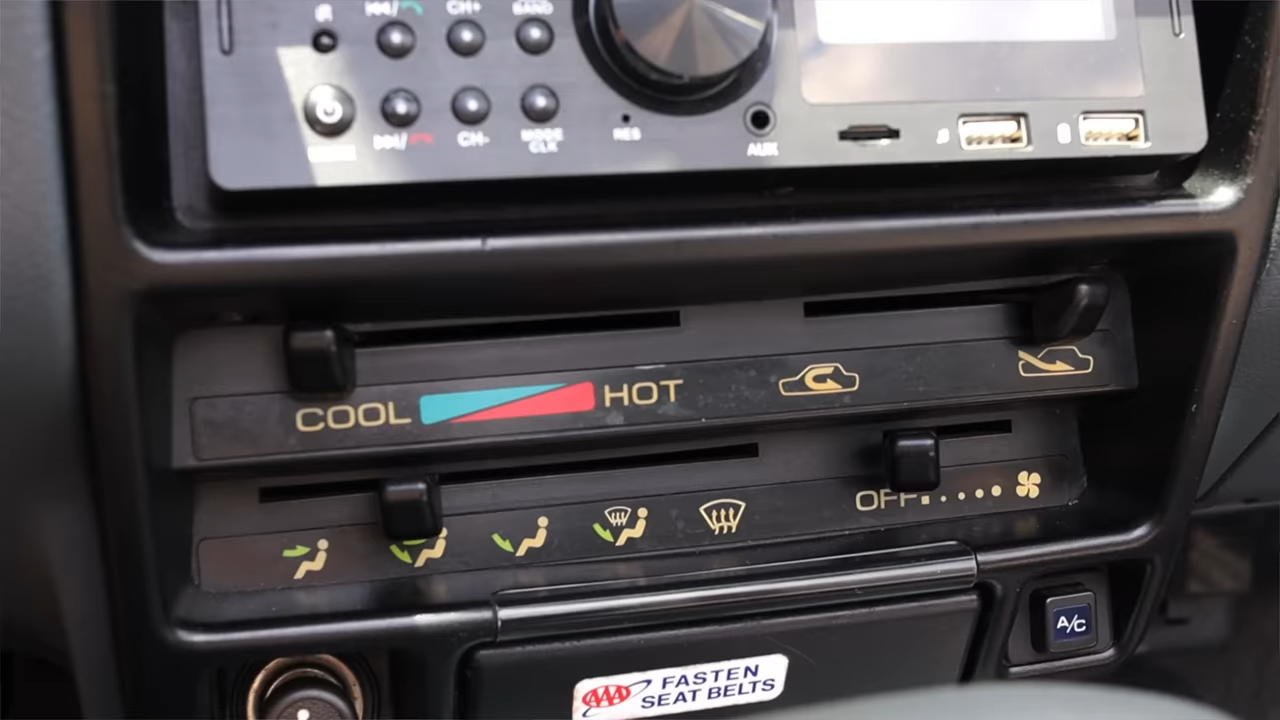 CH+
BAND
CH-
MODE
CLK
RES
AUX
COOL
HOT
OFF
A/C
AAA
FASTEN
SEAT BELTS